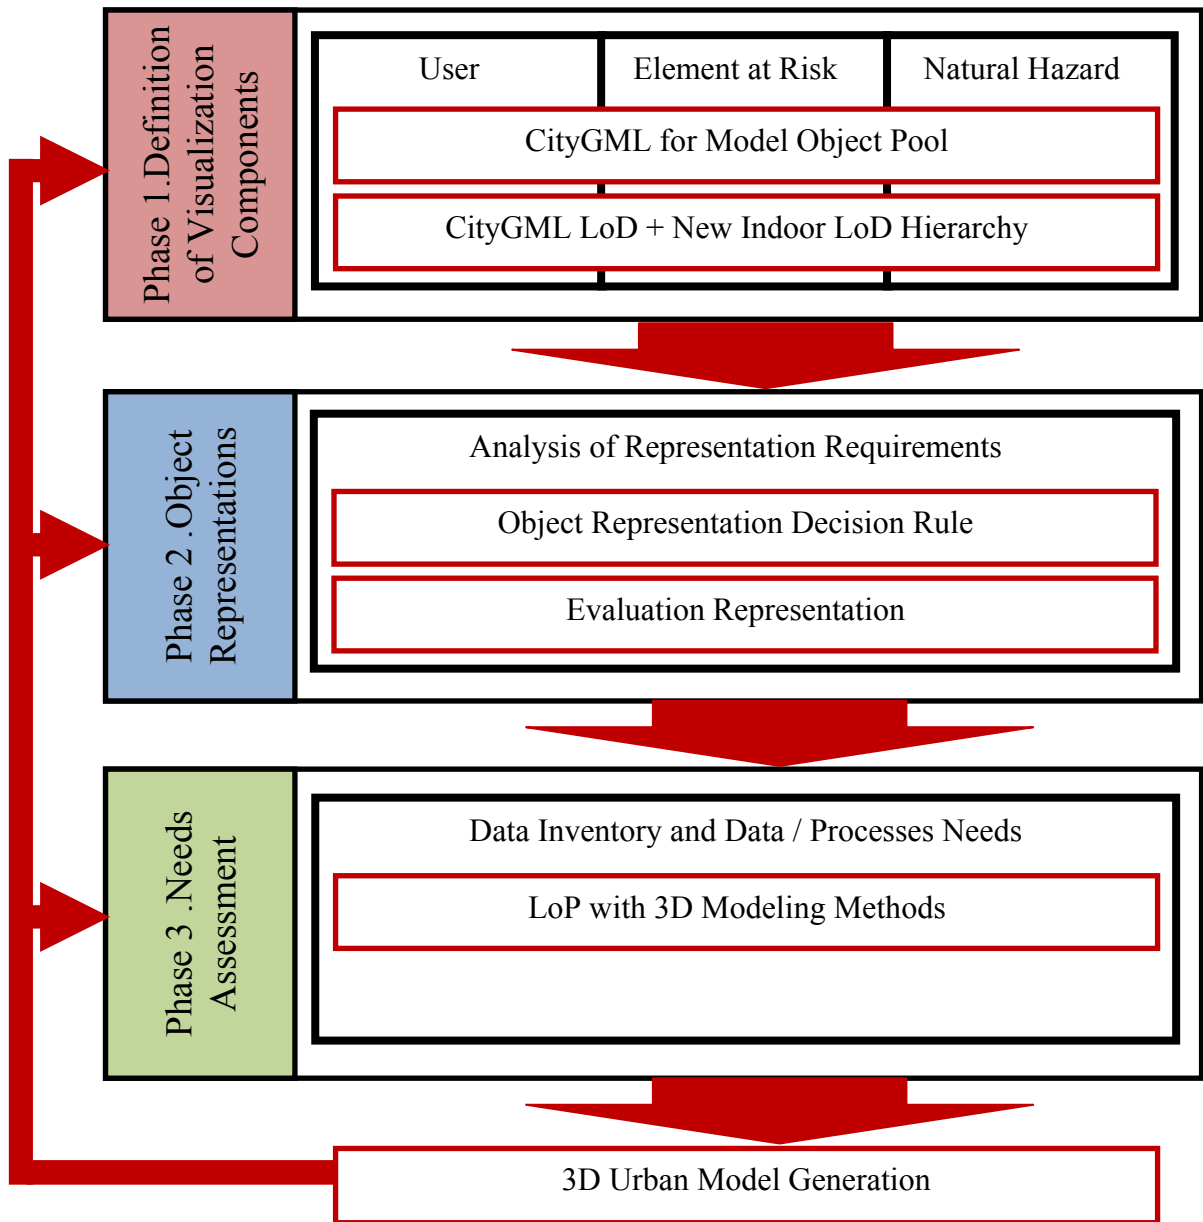 Phase 1.Definition
of Visualization
Components
User
Element at Risk
Natural Hazard
CityGML for Model Object Pool
CityGML LoD + New Indoor LoD Hierarchy
Phase 2 .Object
Representations
Analysis of Representation Requirements
Object Representation Decision Rule
Evaluation Representation
Phase 3 .Needs
Assessment
Data Inventory and Data / Processes Needs
LoP with 3D Modeling Methods
3D Urban Model Generation